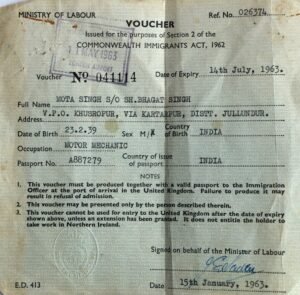 MINISTRY OF LABOUR Ref. No. 026374
VOUCHER
Issued for the purposes of Section 2 of the
COMMONWEALTH IMMIGRANTS ACT, 1962
MAY 1963
Voucher No 041114 Date of Expiry 14th July, 1963.
Full Name MOTA SINGH S/O SH.BHAGAT SINGH
Address V.P.O. KHUSROPUR, VIA KARTARPUR, DISTT. JULLUNDUR.
Date of Birth 23.2.39 Sex M/F Country of Birth INDIA
Occupation MOTOR MECHANIC
Passport No. A887279 Country of issue of passport INDIA
NOTES
1. This voucher must be produced together with a valid passport to the Immigration
Officer at the port of arrival in the United Kingdom. Failure to produce it may
result in refusal of admission.
2. This voucher may be presented only by the person described therein.
3. This voucher cannot be used for entry to the United Kingdom after the date of expiry
shown above, unless an extension has been granted. It does not entitle the holder to
take work in Northern Ireland.
Signed on behalf of the Minister of Labour
E.D. 413 Date 15th January, 1963.